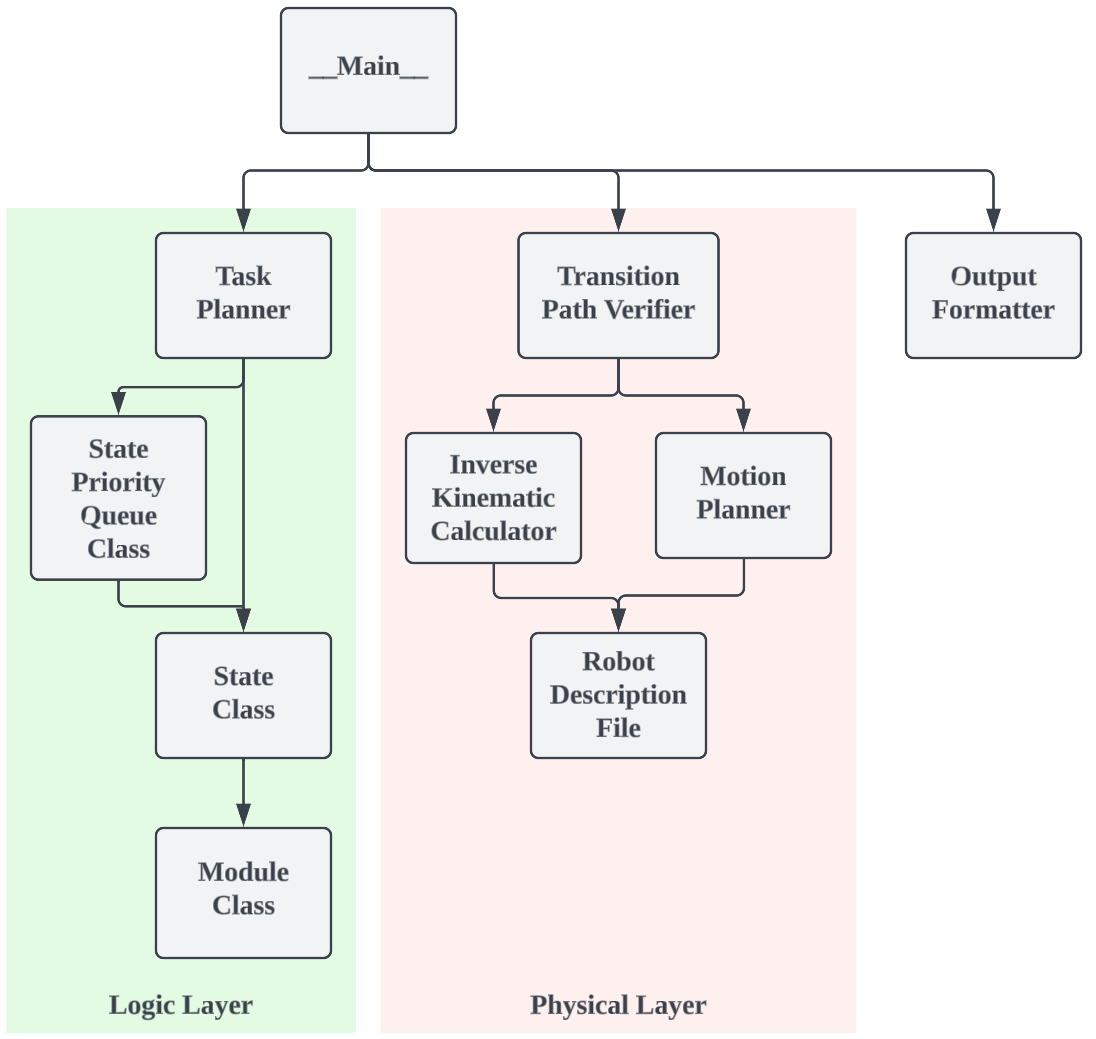 __Main__
Task
Planner
Transition
Path Verifier
Output
Formatter
State
Priority
Queue
Class
Inverse
Kinematic
Calculator
Motion
Planner
State
Class
Robot
Description
File
Module
Class
Logic Layer
Physical Layer